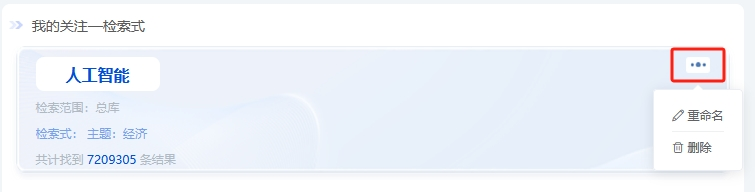 我的关注—检索式
人工智能
检索范围：总库
检索式： 主题：经济
共计找到 7209305 条结果
重命名
删除